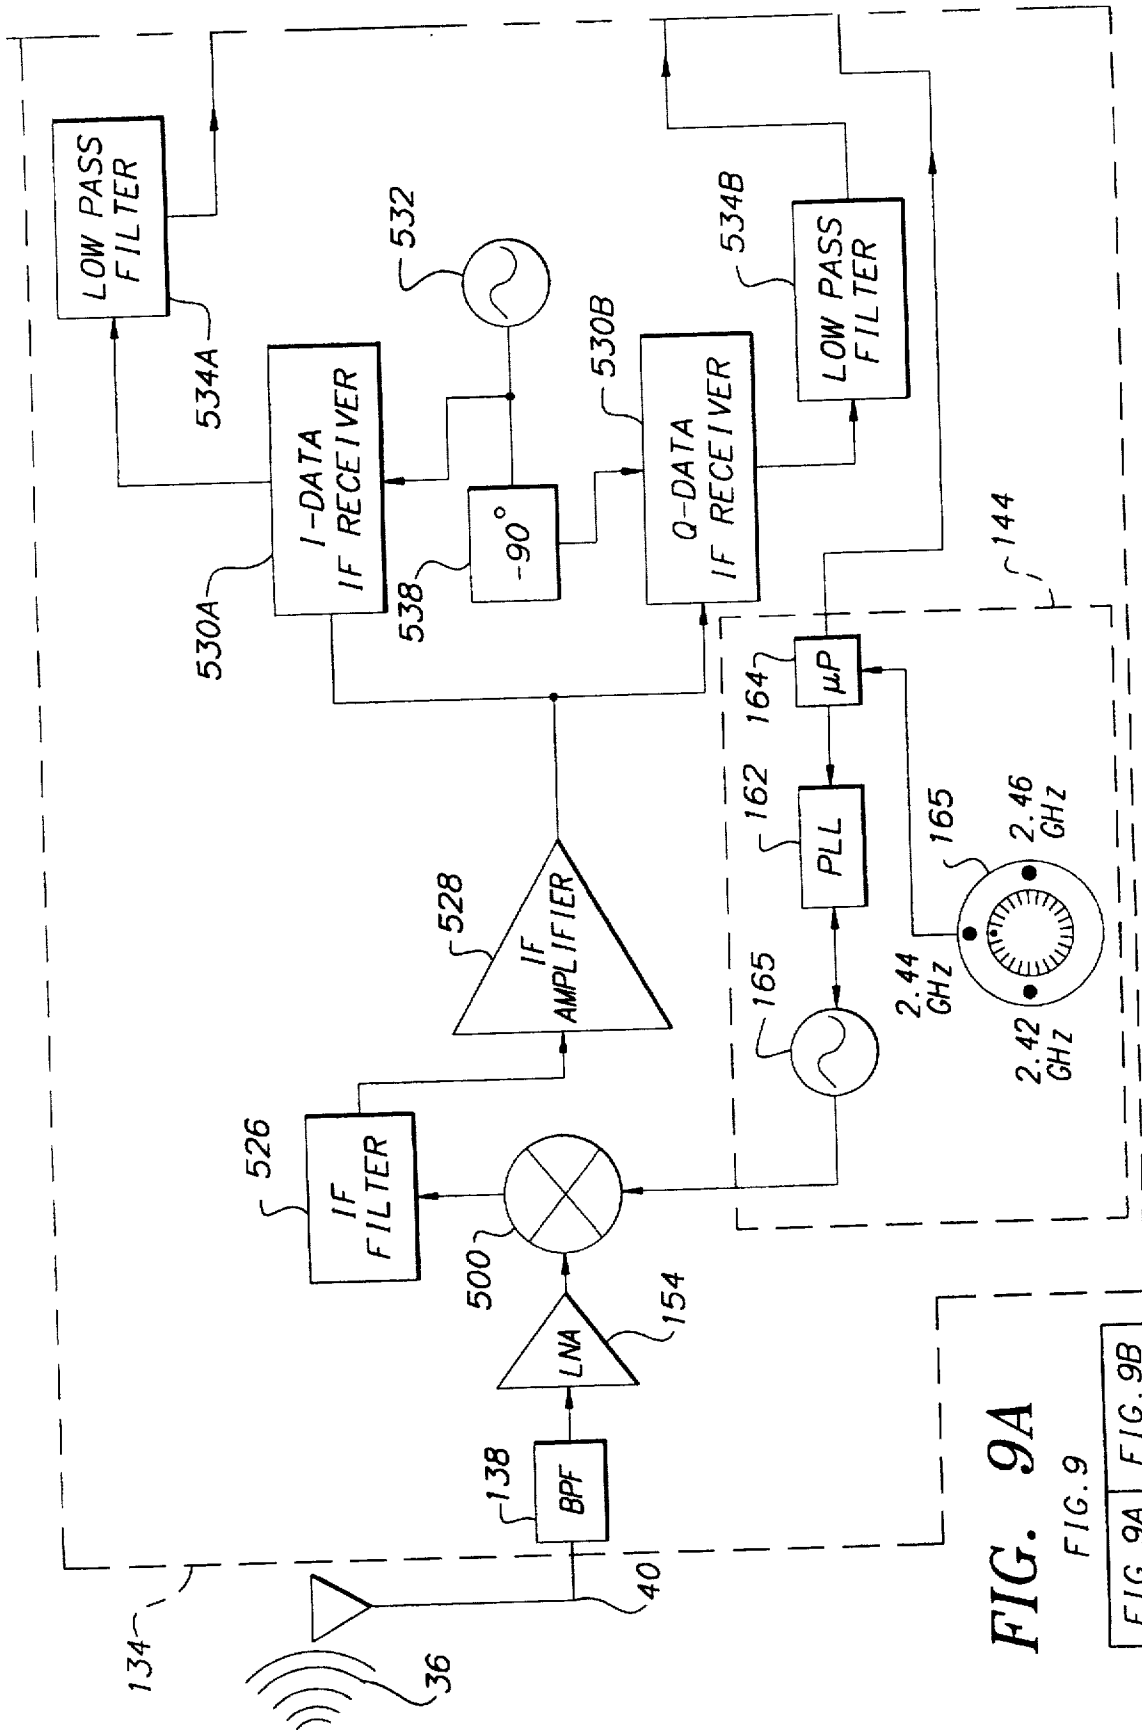 134
36
40
138
BPF
LNA
154
500
526
IF
FILTER
528
IF
AMPLIFIER
530A
I-DATA
IF RECEIVER
534A
LOW PASS
FILTER
532
538
-90°
530B
Q-DATA
IF RECEIVER
534B
LOW PASS
FILTER
144
164
µP
162
PLL
165
165
2.42
GHz
2.44
GHz
2.46
GHz
FIG. 9A
FIG.9
FIG. 9A
FIG.9B